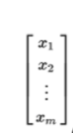 x₁
x₂
⋮
xₘ